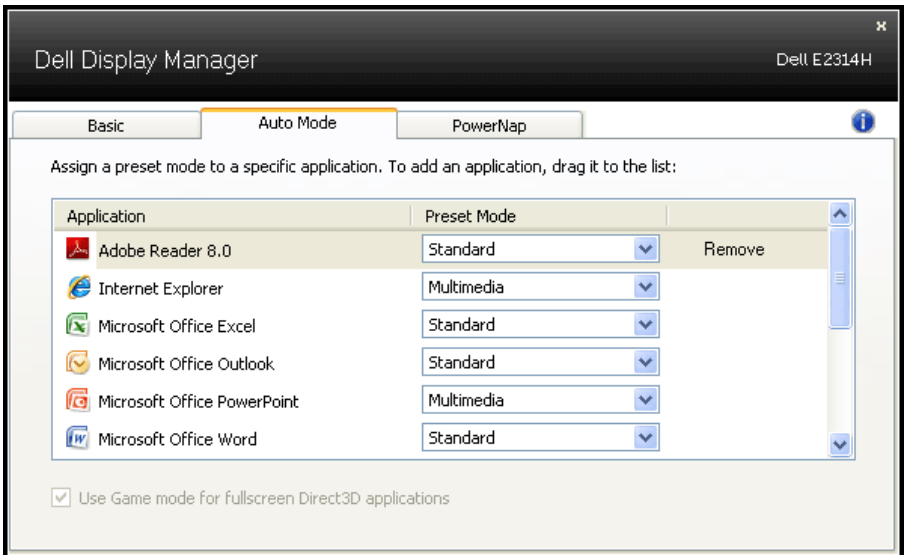 x
Dell Display Manager
Dell E2314H
Basic
Auto Mode
PowerNap
Assign a preset mode to a specific application. To add an application, drag it to the list:
Application Preset Mode
Adobe Reader 8.0 Standard Remove
Internet Explorer Multimedia
Microsoft Office Excel Standard
Microsoft Office Outlook Standard
Microsoft Office PowerPoint Multimedia
Microsoft Office Word Standard
Use Game mode for fullscreen Direct3D applications